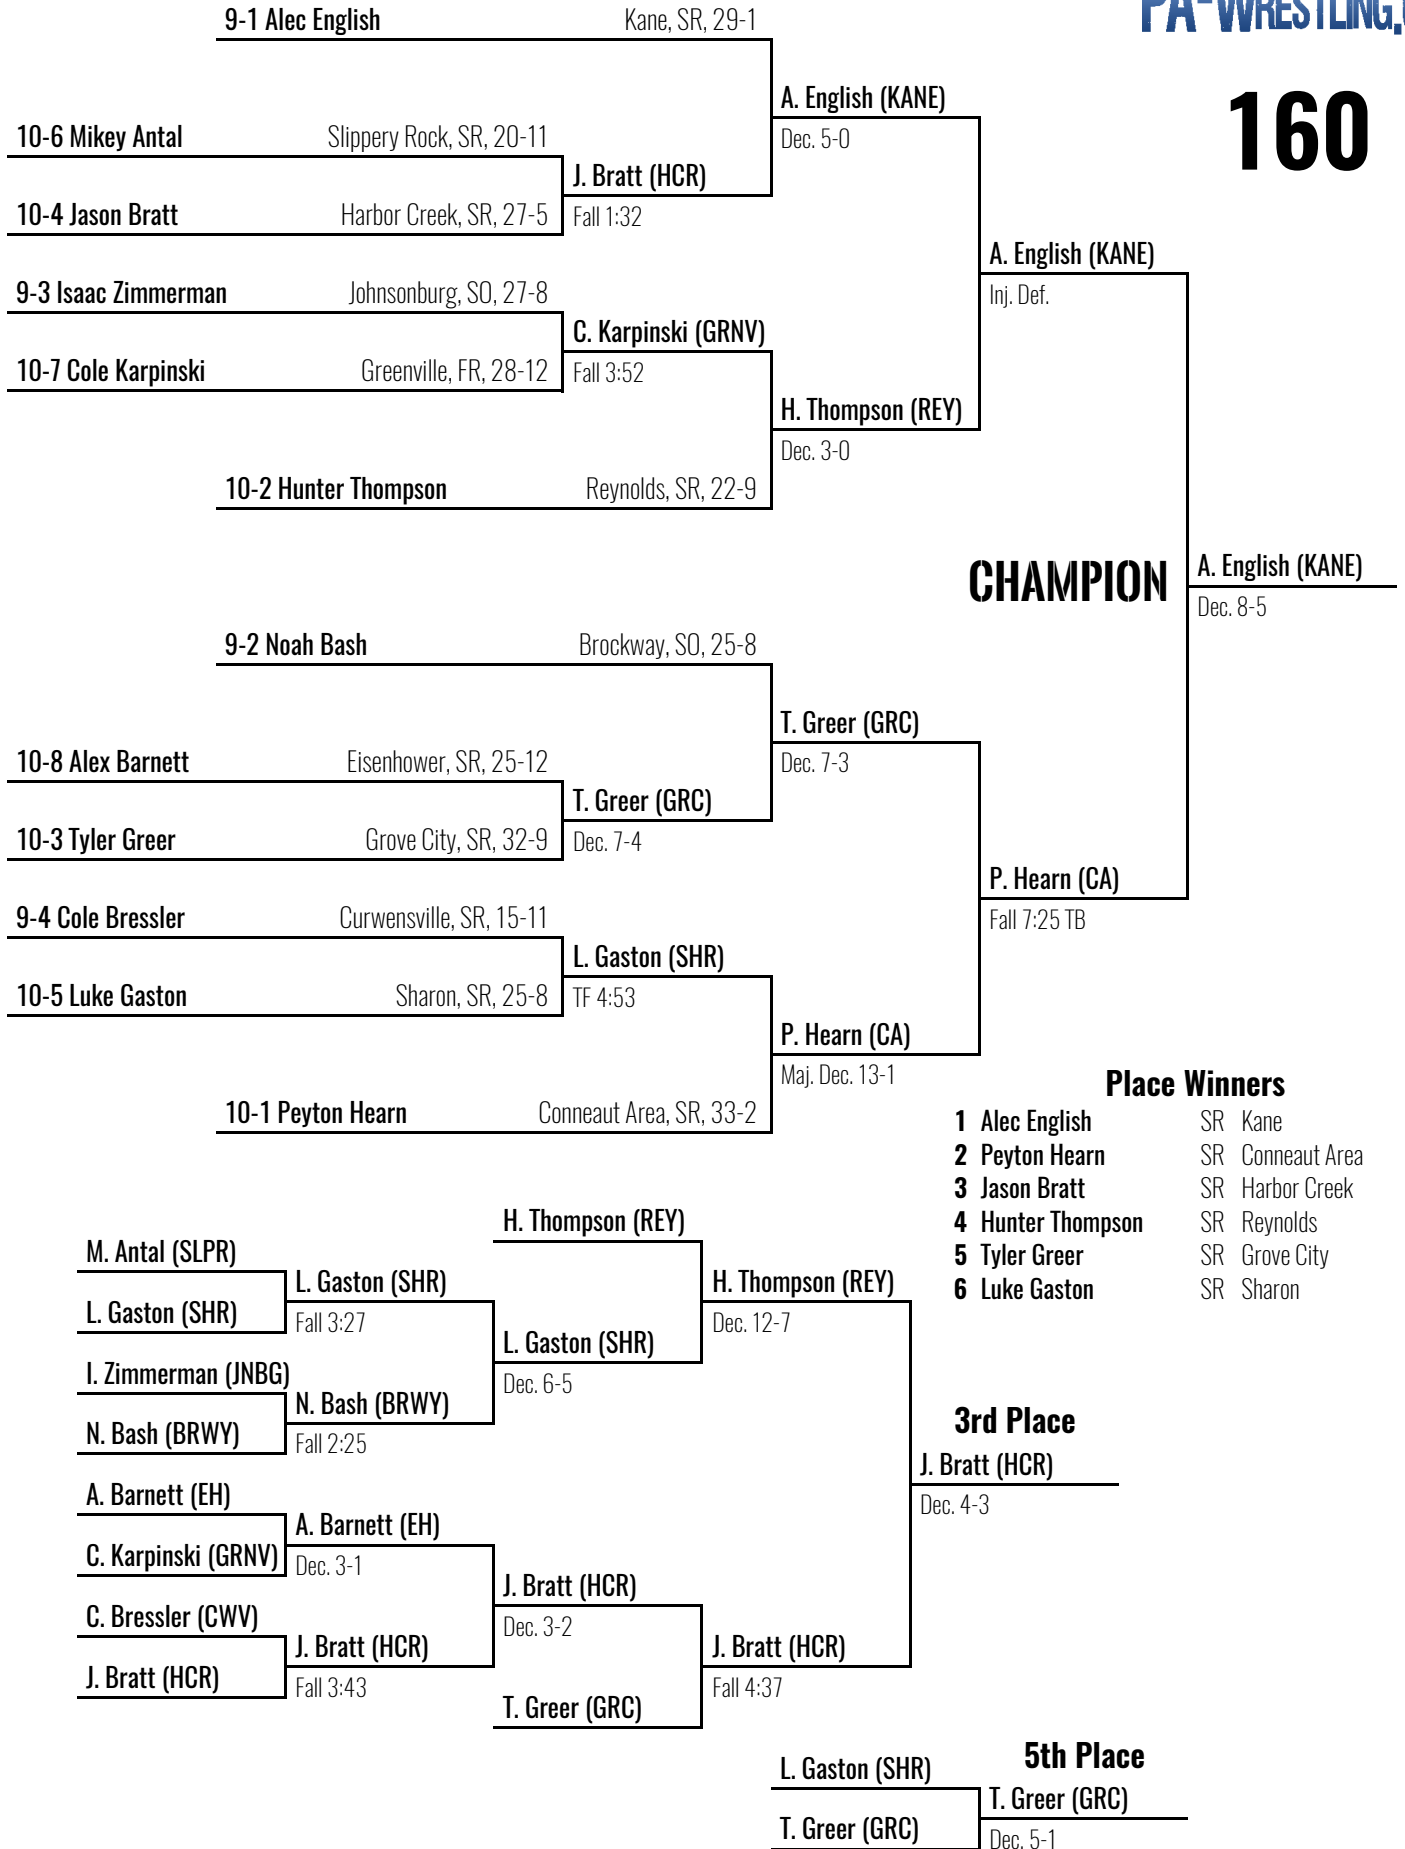 9-1 Alec English Kane, SR, 29-1
PA-WRESTLING.
160
A. English (KANE)
Dec. 5-0
10-6 Mikey Antal Slippery Rock, SR, 20-11
J. Bratt (HCR)
Fall 1:32
10-4 Jason Bratt Harbor Creek, SR, 27-5
A. English (KANE)
Inj. Def.
9-3 Isaac Zimmerman Johnsonburg, SO, 27-8
C. Karpinski (GRNV)
Fall 3:52
10-7 Cole Karpinski Greenville, FR, 28-12
H. Thompson (REY)
Dec. 3-0
10-2 Hunter Thompson Reynolds, SR, 22-9
CHAMPION
A. English (KANE)
Dec. 8-5
9-2 Noah Bash Brockway, SO, 25-8
T. Greer (GRC)
Dec. 7-3
10-8 Alex Barnett Eisenhower, SR, 25-12
T. Greer (GRC)
Dec. 7-4
10-3 Tyler Greer Grove City, SR, 32-9
P. Hearn (CA)
Fall 7:25 TB
9-4 Cole Bressler Curwensville, SR, 15-11
L. Gaston (SHR)
TF 4:53
10-5 Luke Gaston Sharon, SR, 25-8
P. Hearn (CA)
Maj. Dec. 13-1
10-1 Peyton Hearn Conneaut Area, SR, 33-2
Place Winners
1 Alec English SR Kane
2 Peyton Hearn SR Conneaut Area
3 Jason Bratt SR Harbor Creek
4 Hunter Thompson SR Reynolds
5 Tyler Greer SR Grove City
6 Luke Gaston SR Sharon
H. Thompson (REY)
M. Antal (SLPR)
L. Gaston (SHR)
Fall 3:27
L. Gaston (SHR)
H. Thompson (REY)
Dec. 12-7
L. Gaston (SHR)
Dec. 6-5
I. Zimmerman (JNBG)
N. Bash (BRWY)
Fall 2:25
N. Bash (BRWY)
3rd Place
J. Bratt (HCR)
Dec. 4-3
A. Barnett (EH)
A. Barnett (EH)
Dec. 3-1
C. Karpinski (GRNV)
J. Bratt (HCR)
Dec. 3-2
C. Bressler (CWV)
J. Bratt (HCR)
Fall 3:43
J. Bratt (HCR)
J. Bratt (HCR)
Fall 4:37
T. Greer (GRC)
5th Place
L. Gaston (SHR)
T. Greer (GRC)
Dec. 5-1
T. Greer (GRC)